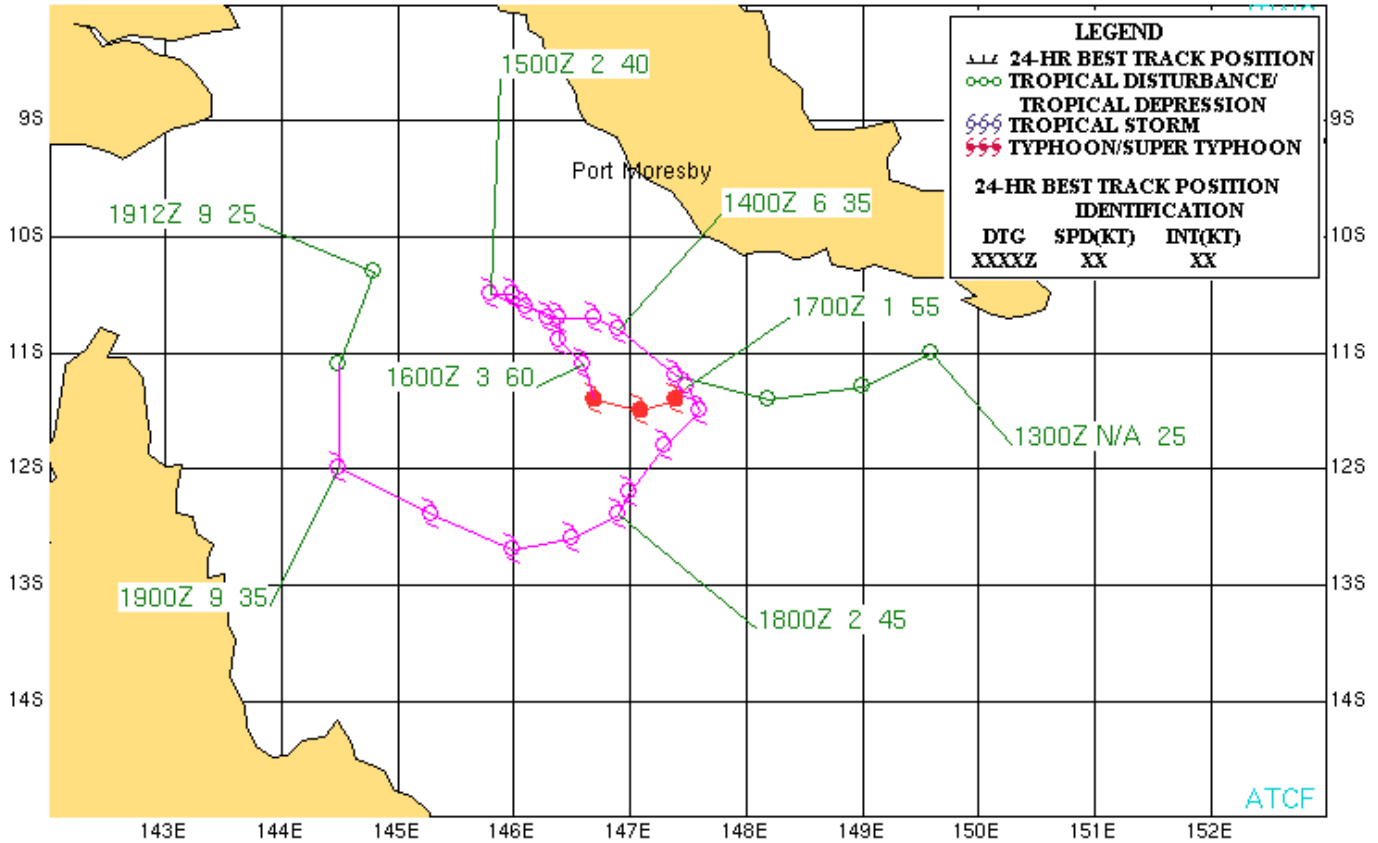 LEGEND
24-HR BEST TRACK POSITION
TROPICAL DISTURBANCE/
TROPICAL DEPRESSION
TROPICAL STORM
TYPHOON/SUPER TYPHOON
24-HR BEST TRACK POSITION
IDENTIFICATION
DTG SPD(KT) INT(KT)
XXXXZ XX XX
1500Z 2 40
9S 9S
Port Moresby
1400Z 6 35
1912Z 9 25
10S 10S
1700Z 1 55
11S 11S
1600Z 3 60
1300Z N/A 25
12S 12S
13S 13S
1900Z 9 35
1800Z 2 45
14S 14S
ATCF
143E 144E 145E 146E 147E 148E 149E 150E 151E 152E